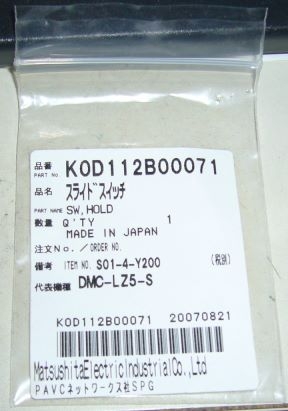 品番 K0D112B00071
PART No
品名 スライドスイッチ
PART NAME SW,HOLD
数量 Q'TY 1
MADE IN JAPAN
注文No./ORDER NO.
備考 ITEM NO. S01-4-Y200 (税別)
代表機種 DMC-LZ5-S
K0D112B00071 20070821
MatsushitaElectricIndustrialCo.,Ltd
PAVCネットワークス社SPG